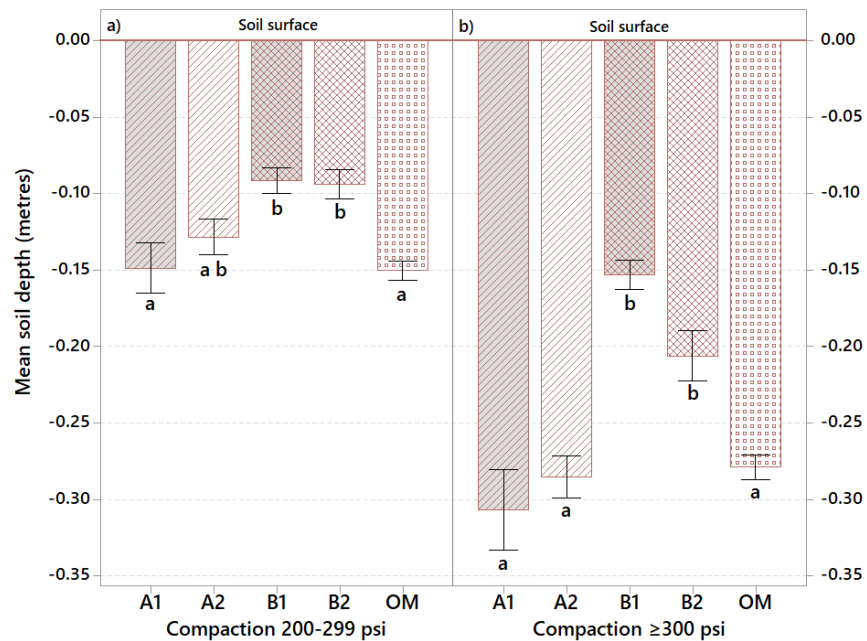 a) Soil surface
b) Soil surface
Mean soil depth (metres)
0.00 0.00
-0.05 -0.05
-0.10 -0.10
-0.15 -0.15
-0.20 -0.20
-0.25 -0.25
-0.30 -0.30
-0.35 -0.35
a
a b
b
b
a
a
a
b
b
a
A1 A2 B1 B2 OM
A1 A2 B1 B2 OM
Compaction 200-299 psi
Compaction ≥300 psi